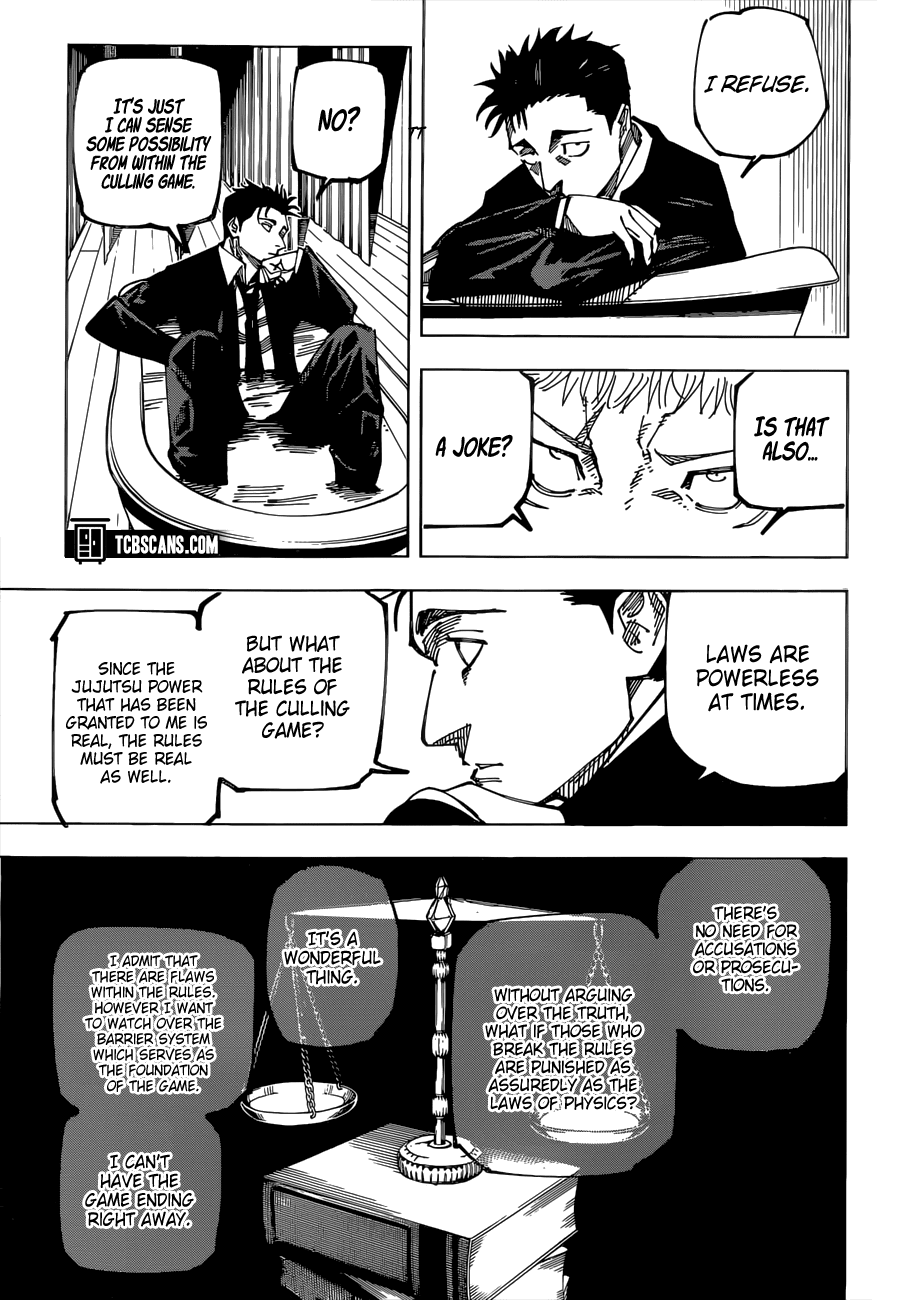 I REFUSE.
NO?
IT'S JUST
I CAN SENSE
SOME POSSIBILITY
FROM WITHIN THE
CULLING GAME.
IS THAT
ALSO...
A JOKE?
TCBSCANS.COM
LAWS ARE
POWERLESS
AT TIMES.
BUT WHAT
ABOUT THE
RULES OF
THE CULLING
GAME?
SINCE THE
JUJUTSU POWER
THAT HAS BEEN
GRANTED TO ME IS
REAL, THE RULES
MUST BE REAL
AS WELL.
THERE'S
NO NEED FOR
ACCUSATIONS
OR PROSECU-
TIONS.
WITHOUT ARGUING
OVER THE TRUTH,
WHAT IF THOSE WHO
BREAK THE RULES
ARE PUNISHED AS
ASSUREDLY AS THE
LAWS OF PHYSICS?
IT'S A
WONDERFUL
THING.
I ADMIT THAT
THERE ARE FLAWS
WITHIN THE RULES.
HOWEVER I WANT
TO WATCH OVER THE
BARRIER SYSTEM
WHICH SERVES AS
THE FOUNDATION
OF THE GAME.
I CAN'T
HAVE THE
GAME ENDING
RIGHT AWAY.